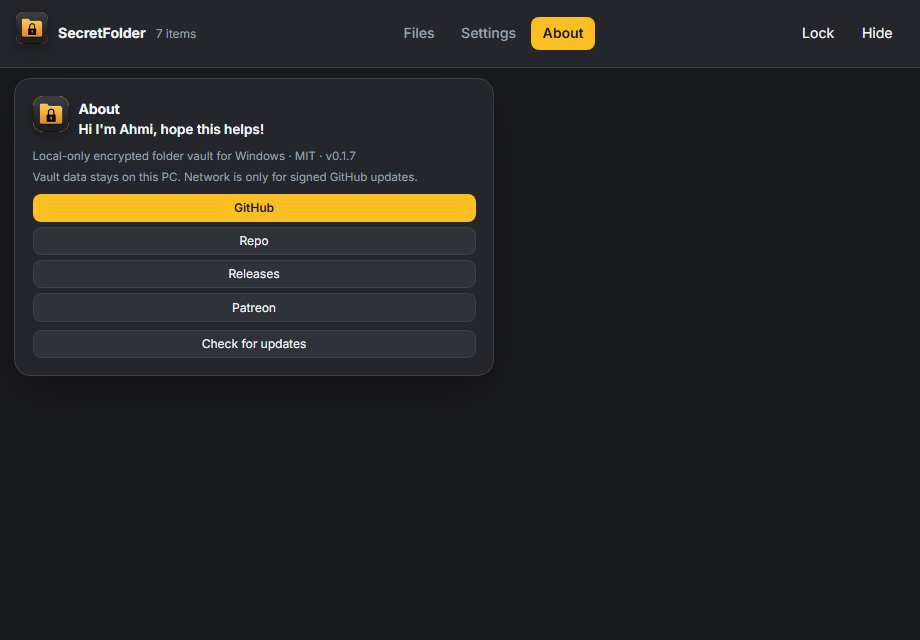 SecretFolder 7 items Files Settings About Lock Hide
About
Hi I'm Ahmi, hope this helps!
Local-only encrypted folder vault for Windows · MIT · v0.1.7
Vault data stays on this PC. Network is only for signed GitHub updates.
GitHub
Repo
Releases
Patreon
Check for updates